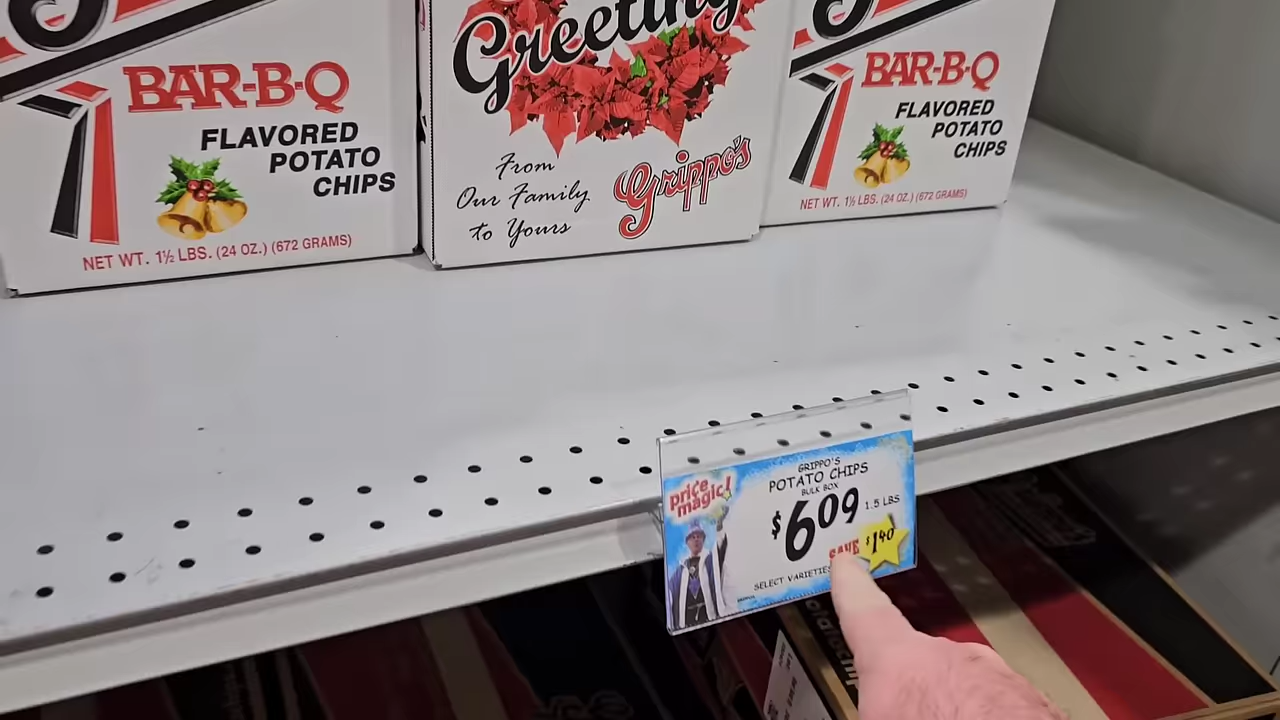 BAR-B-Q
FLAVORED
POTATO
CHIPS
NET WT. 1½ LBS. (24 OZ.) (672 GRAMS)
Greeting
From
Our Family
to Yours
Grippo's
BAR-B-Q
FLAVORED
POTATO
CHIPS
NET WT. 1½ LBS. (24 OZ.) (672 GRAMS)
price magic!
GRIPPO'S
POTATO CHIPS
BULK BOX
$6.09 1.5 LBS
SAVE $1.40
SELECT VARIETIES